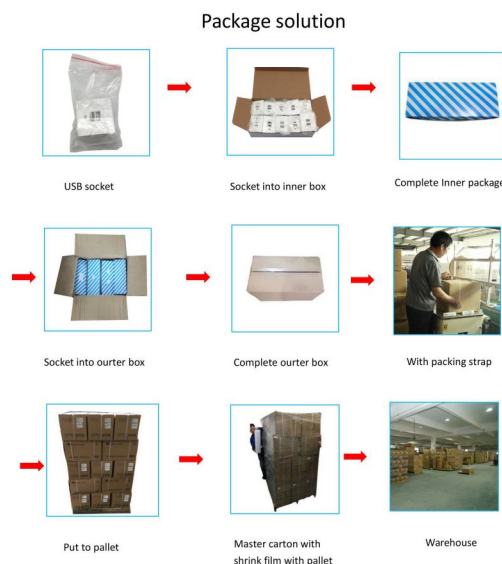 Package solution
USB socket
Socket into inner box
Complete Inner package
Socket into ourter box
Complete ourter box
With packing strap
Put to pallet
Master carton with
shrink film with pallet
Warehouse